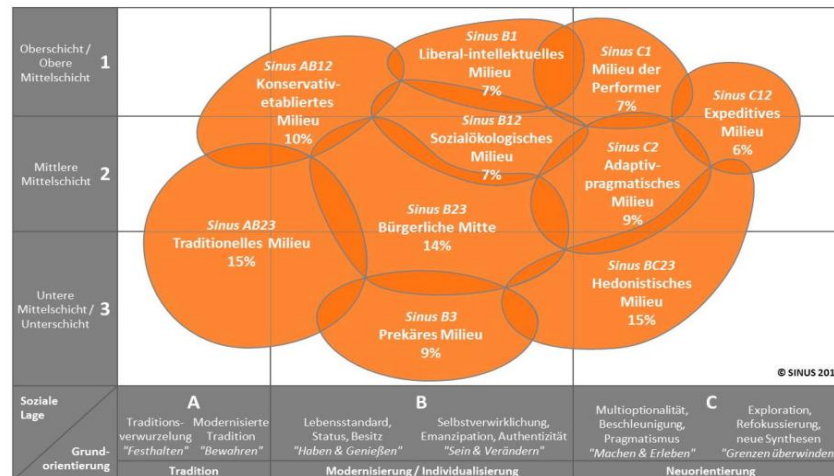 Oberschicht /
Obere
Mittelschicht
1
Mittlere
Mittelschicht
2
Untere
Mittelschicht /
Unterschicht
3
Sinus AB12
Konservativ-
etabliertes
Milieu
10%
Sinus B1
Liberal-intellektuelles
Milieu
7%
Sinus C1
Milieu der
Performer
7%
Sinus C12
Expeditives
Milieu
6%
Sinus B12
Sozialökologisches
Milieu
7%
Sinus C2
Adaptiv-
pragmatisches
Milieu
9%
Sinus AB23
Traditionelles Milieu
15%
Sinus B23
Bürgerliche Mitte
14%
Sinus BC23
Hedonistisches
Milieu
15%
Sinus B3
Prekäres Milieu
9%
© SINUS 201
Soziale
Lage
Grund-
orientierung
A
Traditions-
verwurzelung
"Festhalten"
Modernisierte
Tradition
"Bewahren"
Tradition
B
Lebensstandard,
Status, Besitz
"Haben & Genießen"
Selbstverwirklichung,
Emanzipation, Authentizität
"Sein & Verändern"
Modernisierung / Individualisierung
C
Multioptionalität,
Beschleunigung,
Pragmatismus
"Machen & Erleben"
Exploration,
Refokussierung,
neue Synthesen
"Grenzen überwinden"
Neuorientierung